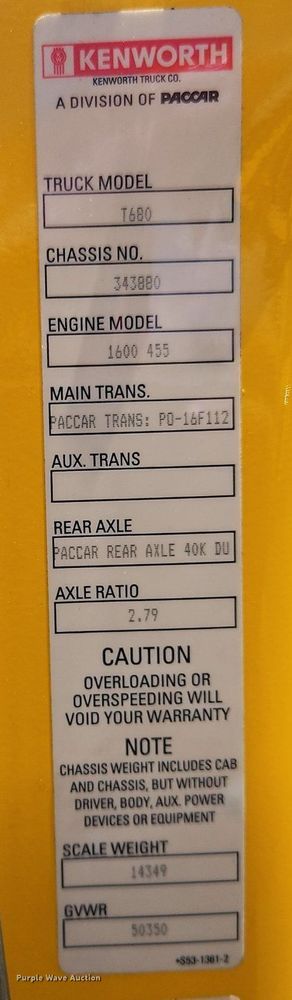 KENWORTH
KENWORTH TRUCK CO.
A DIVISION OF PACCAR
TRUCK MODEL
T680
CHASSIS NO.
343880
ENGINE MODEL
1600 455
MAIN TRANS.
PACCAR TRANS: PO-16F112
AUX. TRANS
REAR AXLE
PACCAR REAR AXLE 40K DU
AXLE RATIO
2.79
CAUTION
OVERLOADING OR
OVERSPEEDING WILL
VOID YOUR WARRANTY
NOTE
CHASSIS WEIGHT INCLUDES CAB
AND CHASSIS, BUT WITHOUT
DRIVER, BODY, AUX. POWER
DEVICES OR EQUIPMENT
SCALE WEIGHT
14349
GVWR
50350
+S53-1361-2
Purple Wave Auction